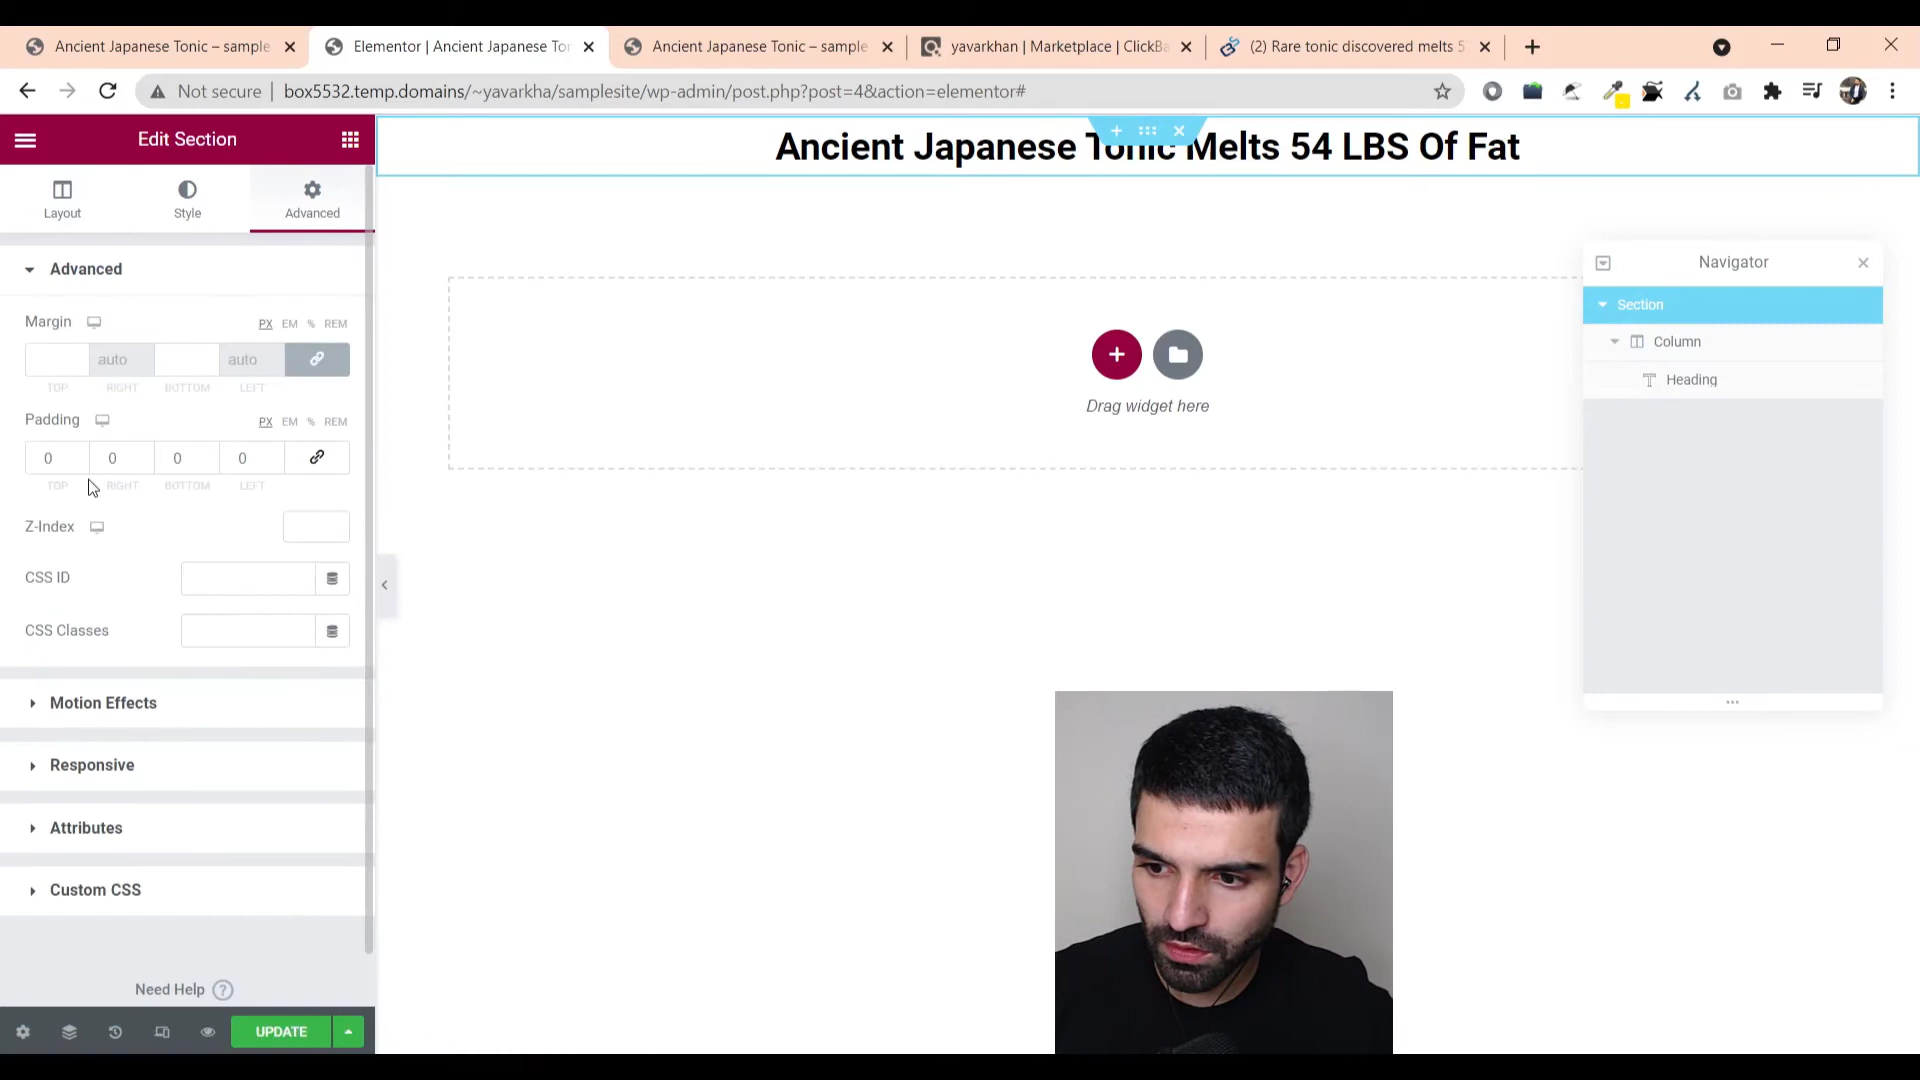 Ancient Japanese Tonic – sample
Elementor | Ancient Japanese Ton
Ancient Japanese Tonic – sample
yavarkhan | Marketplace | ClickBa
(2) Rare tonic discovered melts 5
Not secure
box5532.temp.domains/~yavarkha/samplesite/wp-admin/post.php?post=4&action=elementor#
Edit Section
Layout
Style
Advanced
Advanced
Margin
PX EM % REM
auto
auto
TOP RIGHT BOTTOM LEFT
Padding
PX EM % REM
0 0 0 0
TOP RIGHT BOTTOM LEFT
Z-Index
CSS ID
CSS Classes
Motion Effects
Responsive
Attributes
Custom CSS
Need Help ?
UPDATE
Ancient Japanese Tonic Melts 54 LBS Of Fat
Drag widget here
Navigator
Section
Column
Heading